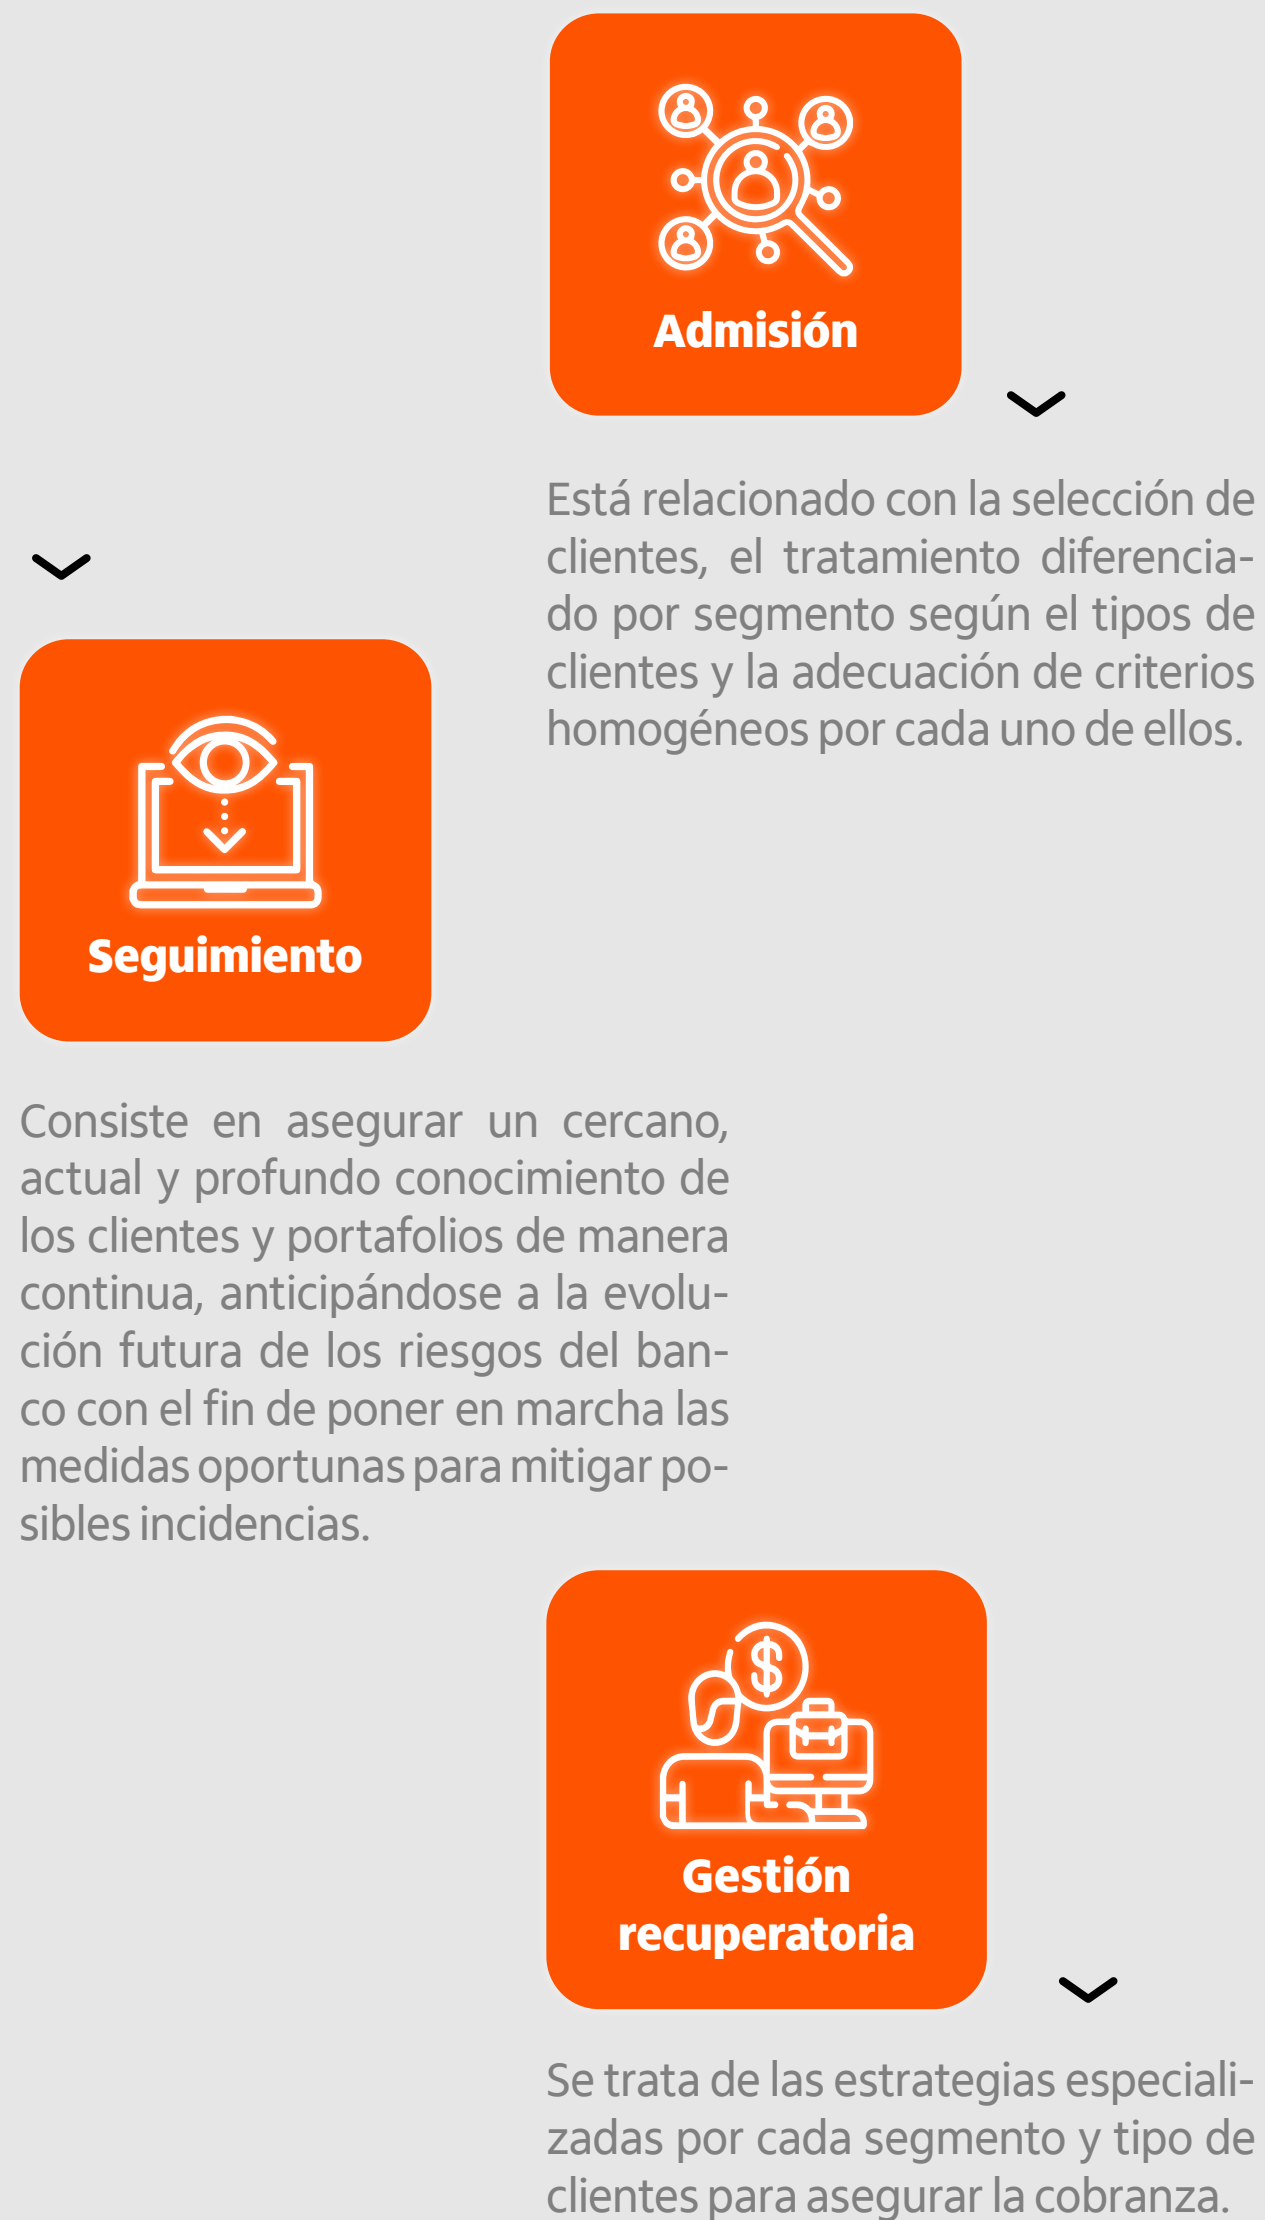 Admisión
Está relacionado con la selección de
clientes, el tratamiento diferencia-
do por segmento según el tipos de
clientes y la adecuación de criterios
homogéneos por cada uno de ellos.
Seguimiento
Consiste en asegurar un cercano,
actual y profundo conocimiento de
los clientes y portafolios de manera
continua, anticipándose a la evolu-
ción futura de los riesgos del ban-
co con el fin de poner en marcha las
medidas oportunas para mitigar po-
sibles incidencias.
Gestión
recuperatoria
Se trata de las estrategias especiali-
zadas por cada segmento y tipo de
clientes para asegurar la cobranza.